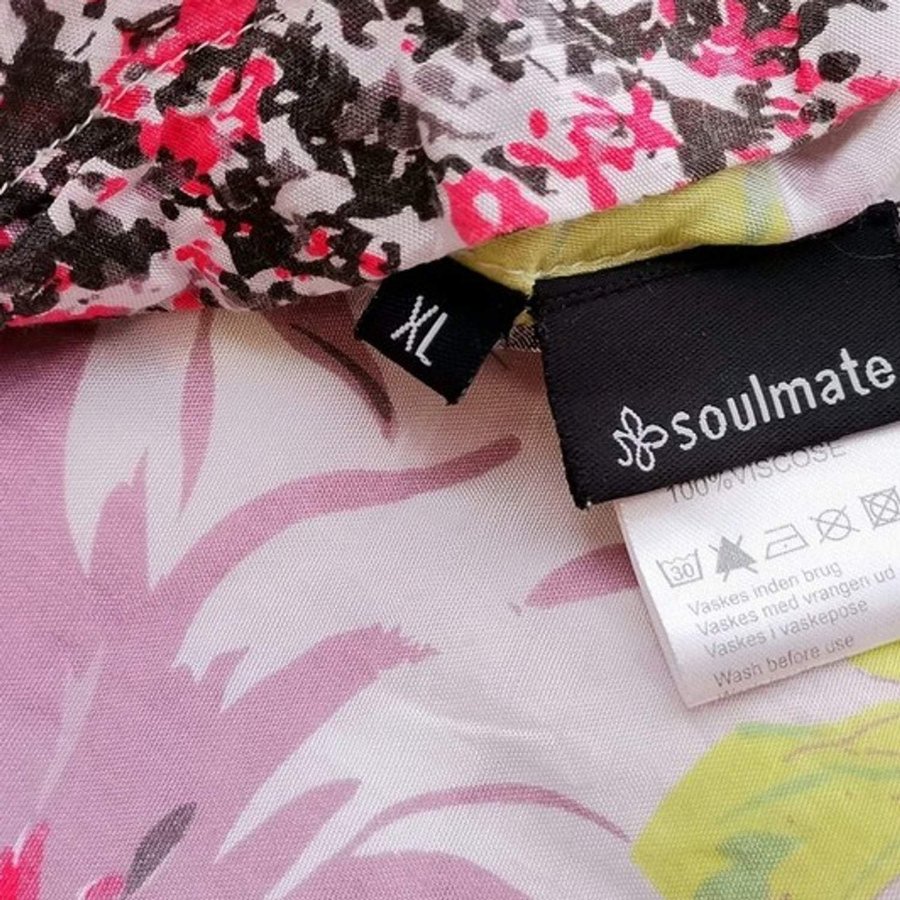 XL
soulmate
100%VISCOSE
30
Vaskes inden brug
Vaskes med vrangen ud
Vaskes I vaskepose
Wash before use